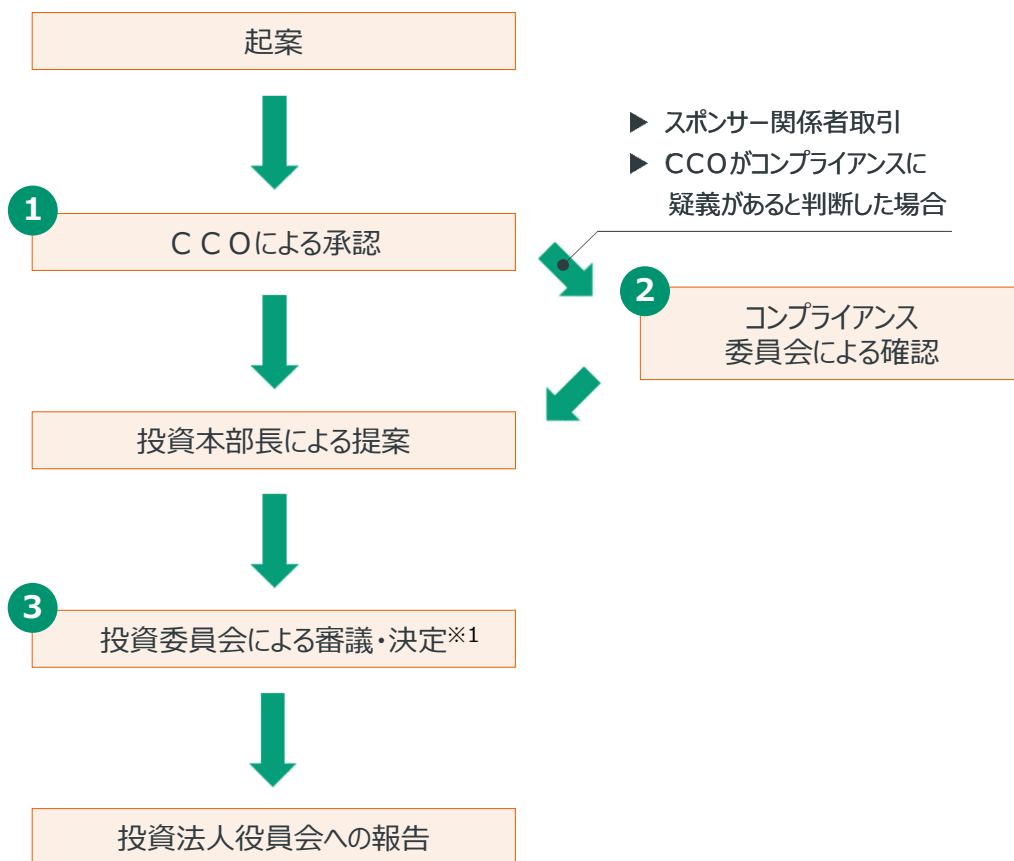 起案
▶ スポンサー関係者取引
▶ CCOがコンプライアンスに
疑義があると判断した場合
1
CCOによる承認
2
コンプライアンス
委員会による確認
投資本部長による提案
3
投資委員会による審議・決定※1
投資法人役員会への報告